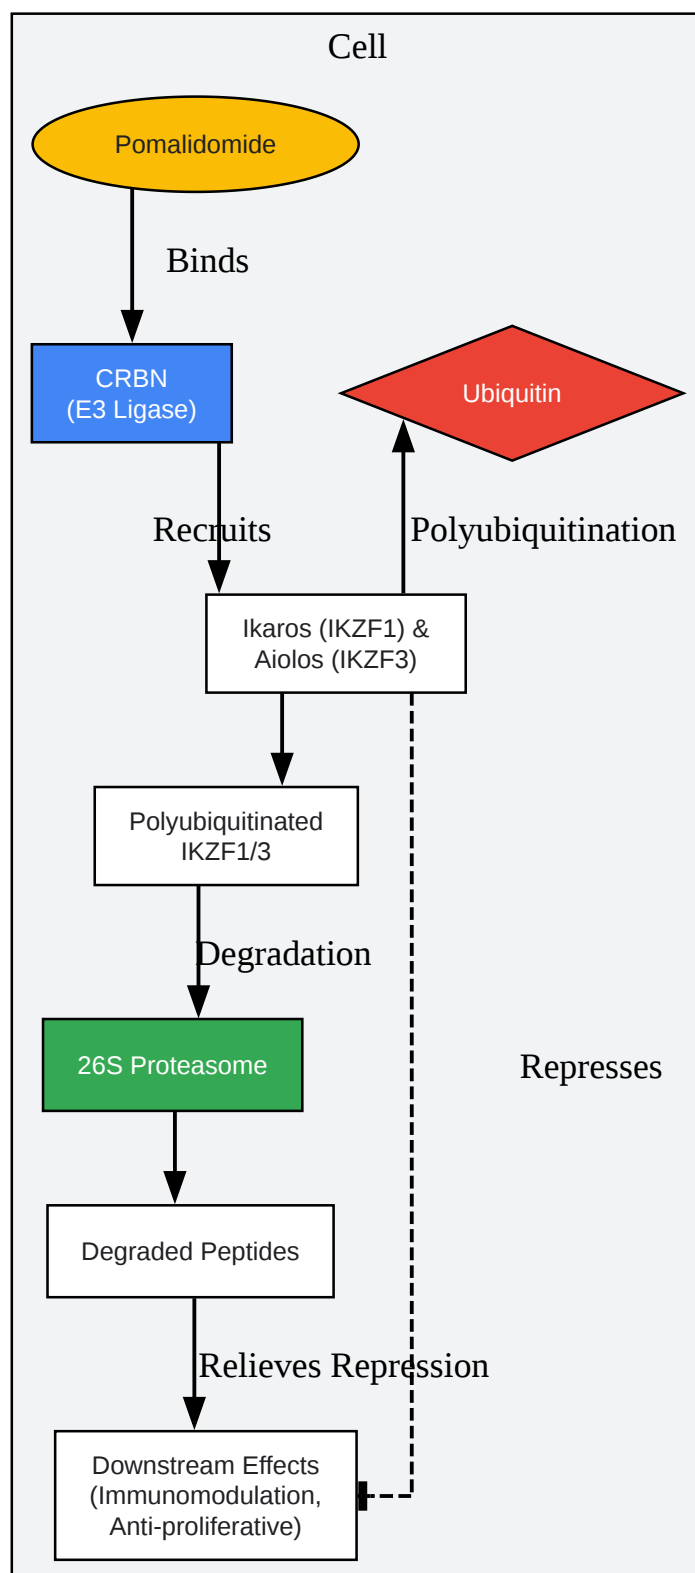 Cell
Pomalidomide
Binds
CRBN
(E3 Ligase)
Ubiquitin
Recruits
Polyubiquitination
Ikaros (IKZF1) &
Aiolos (IKZF3)
Polyubiquitinated
IKZF1/3
Degradation
26S Proteasome
Represses
Degraded Peptides
Relieves Repression
Downstream Effects
(Immunomodulation,
Anti-proliferative)